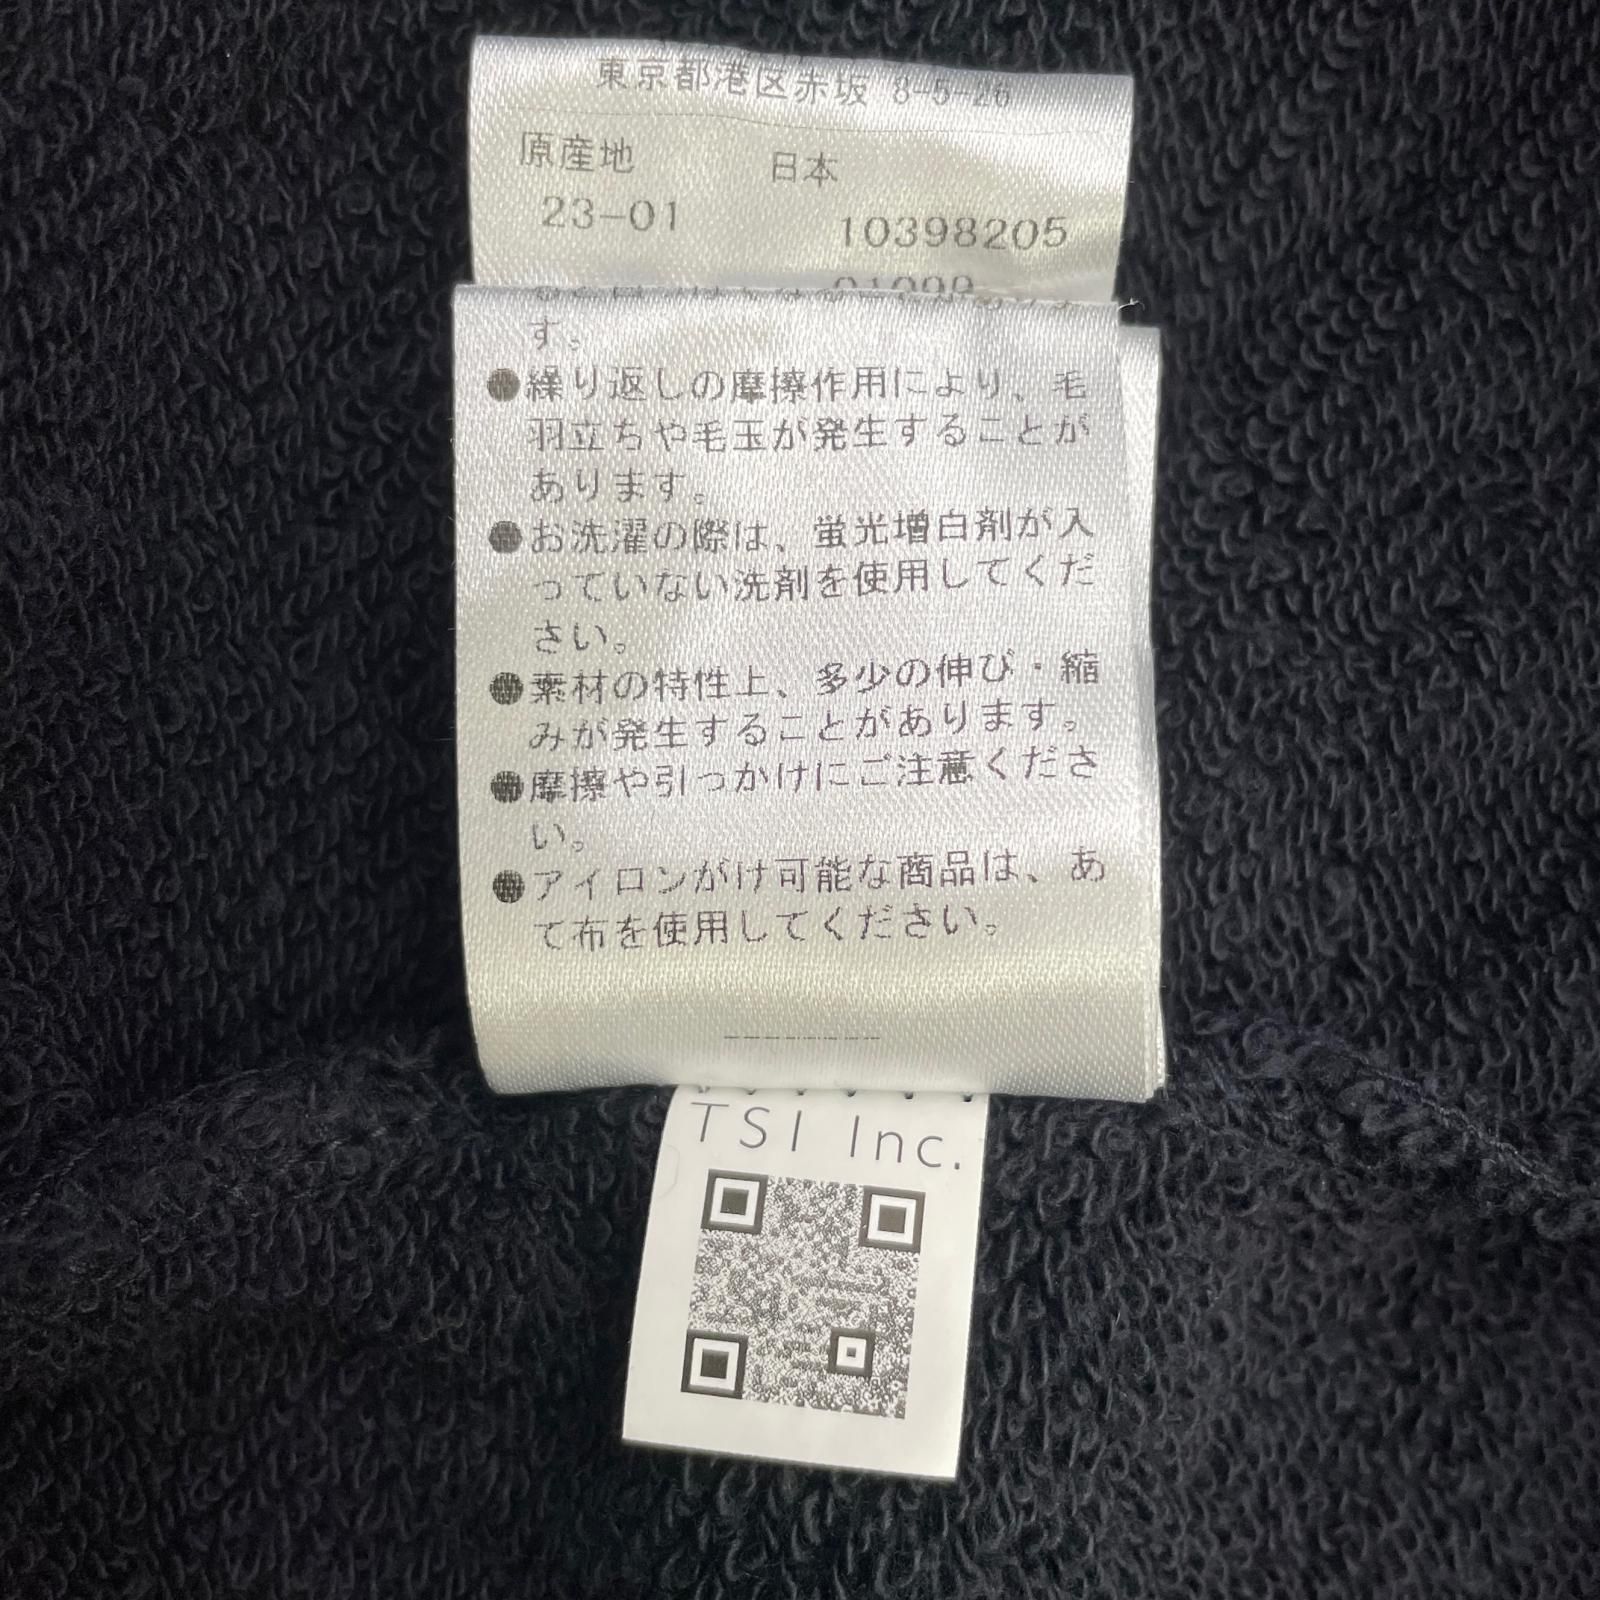 東京都港区赤坂 8-5-26
原産地 日本
23-01 10398205
01099
す。
●繰り返しの摩擦作用により、毛
羽立ちや毛玉が発生することが
あります。
●お洗濯の際は、蛍光増白剤が入
っていない洗剤を使用してくだ
さい。
●素材の特性上、多少の伸び・縮
みが発生することがあります。
●摩擦や引っかけにご注意くださ
い。
●アイロンがけ可能な商品は、あ
て布を使用してください。
TSI Inc.